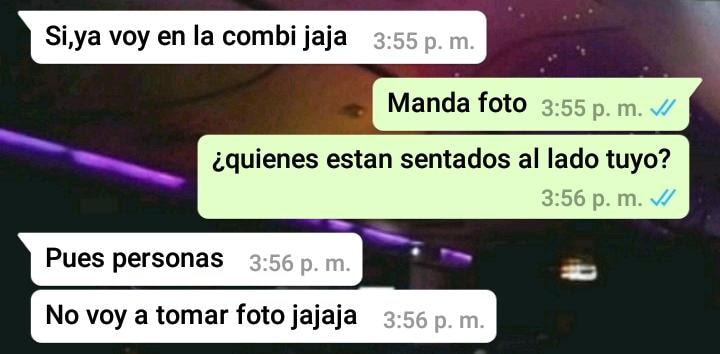 Si,ya voy en la combi jaja 3:55 p. m.
Manda foto 3:55 p. m.
¿quienes estan sentados al lado tuyo?
3:56 p. m.
Pues personas 3:56 p. m.
No voy a tomar foto jajaja 3:56 p. m.